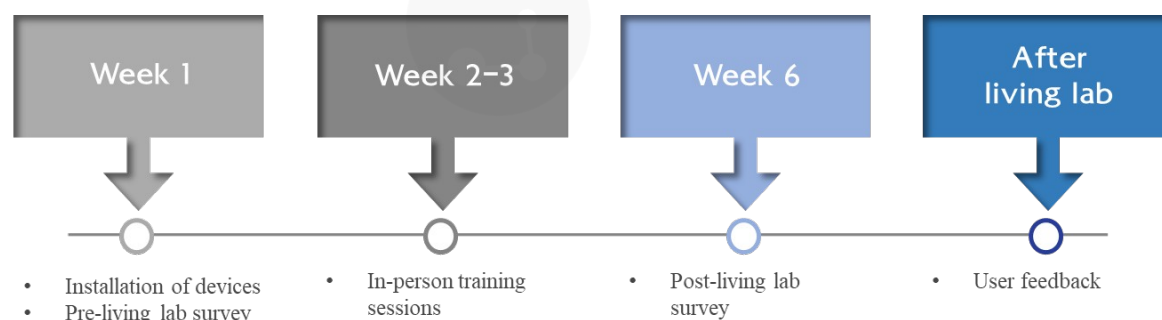 Week 1
Week 2-3
Week 6
After
living lab
• Installation of devices
• Pre-living lab survey
• In-person training
sessions
• Post-living lab
survey
• User feedback